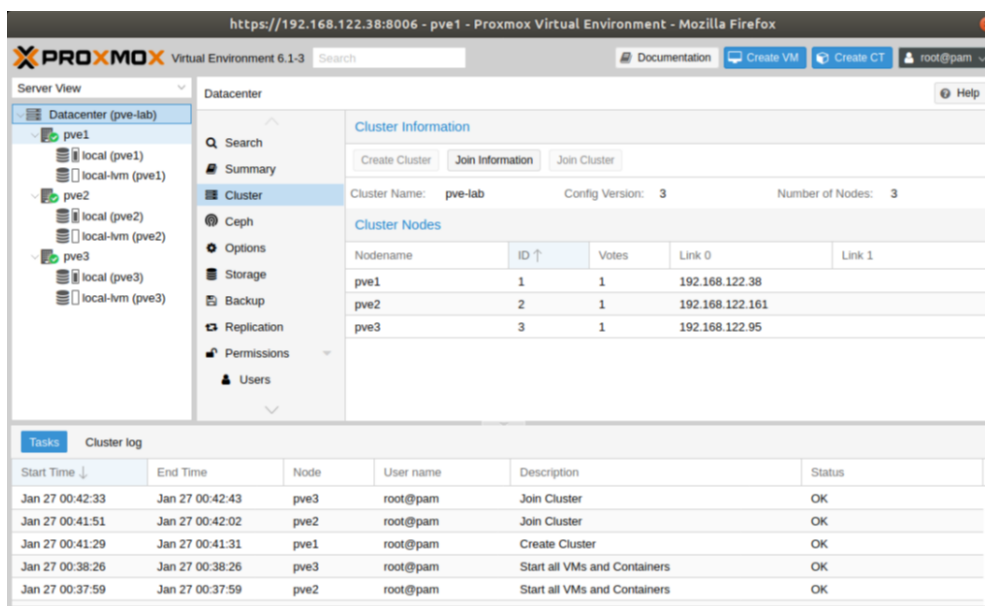 https://192.168.122.38:8006 - pve1 - Proxmox Virtual Environment - Mozilla Firefox
PROXMOX Virtual Environment 6.1-3 Search Documentation Create VM Create CT root@pam
Server View
Datacenter (pve-lab)
pve1
local (pve1)
local-lvm (pve1)
pve2
local (pve2)
local-lvm (pve2)
pve3
local (pve3)
local-lvm (pve3)
Datacenter Help
Search
Summary
Cluster
Ceph
Options
Storage
Backup
Replication
Permissions
Users
Cluster Information
Create Cluster Join Information Join Cluster
Cluster Name: pve-lab Config Version: 3 Number of Nodes: 3
Cluster Nodes
Nodename ID ↑ Votes Link 0 Link 1
pve1 1 1 192.168.122.38
pve2 2 1 192.168.122.161
pve3 3 1 192.168.122.95
Tasks Cluster log
Start Time ↓ End Time Node User name Description Status
Jan 27 00:42:33 Jan 27 00:42:43 pve3 root@pam Join Cluster OK
Jan 27 00:41:51 Jan 27 00:42:02 pve2 root@pam Join Cluster OK
Jan 27 00:41:29 Jan 27 00:41:31 pve1 root@pam Create Cluster OK
Jan 27 00:38:26 Jan 27 00:38:26 pve3 root@pam Start all VMs and Containers OK
Jan 27 00:37:59 Jan 27 00:37:59 pve2 root@pam Start all VMs and Containers OK